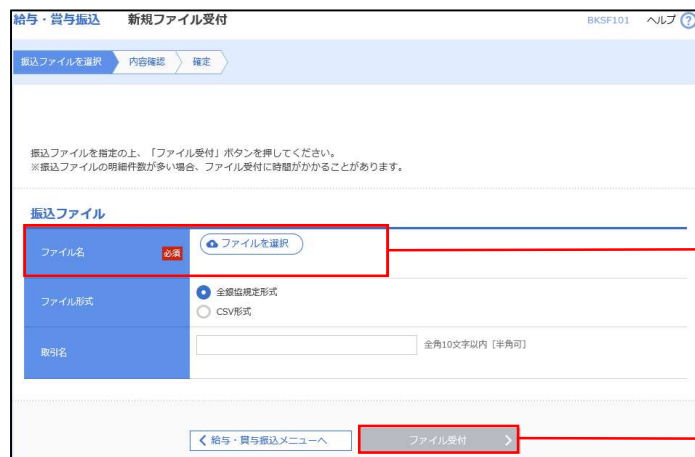 給与・賞与振込 新規ファイル受付 BKSF101 ヘルプ ?
振込ファイルを選択 内容確認 確定
振込ファイルを指定の上、「ファイル受付」ボタンを押してください。
※振込ファイルの明細件数が多い場合、ファイル受付に時間がかかることがあります。
振込ファイル
ファイル名 必須 ファイルを選択
ファイル形式 全銀協規定形式
CSV形式
取引名 全角10文字以内［半角可］
給与・賞与振込メニューへ ファイル受付